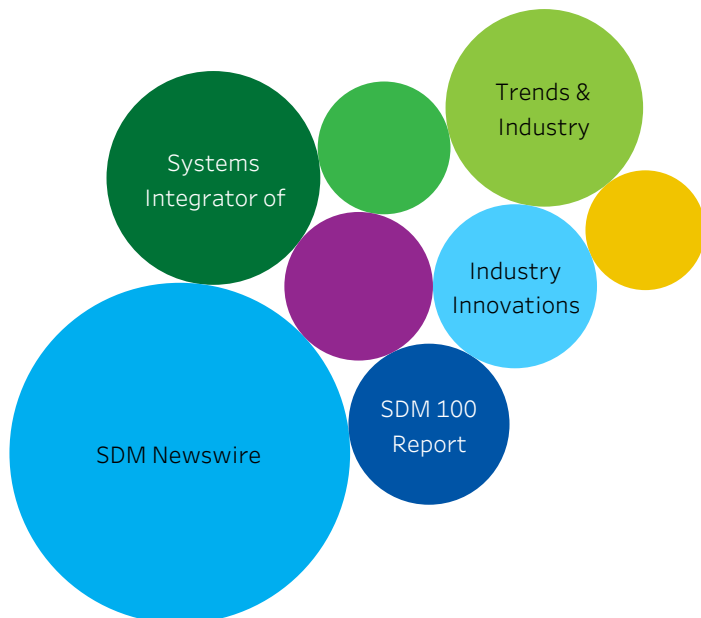 Trends &
Industry
Systems
Integrator of
Industry
Innovations
SDM 100
Report
SDM Newswire